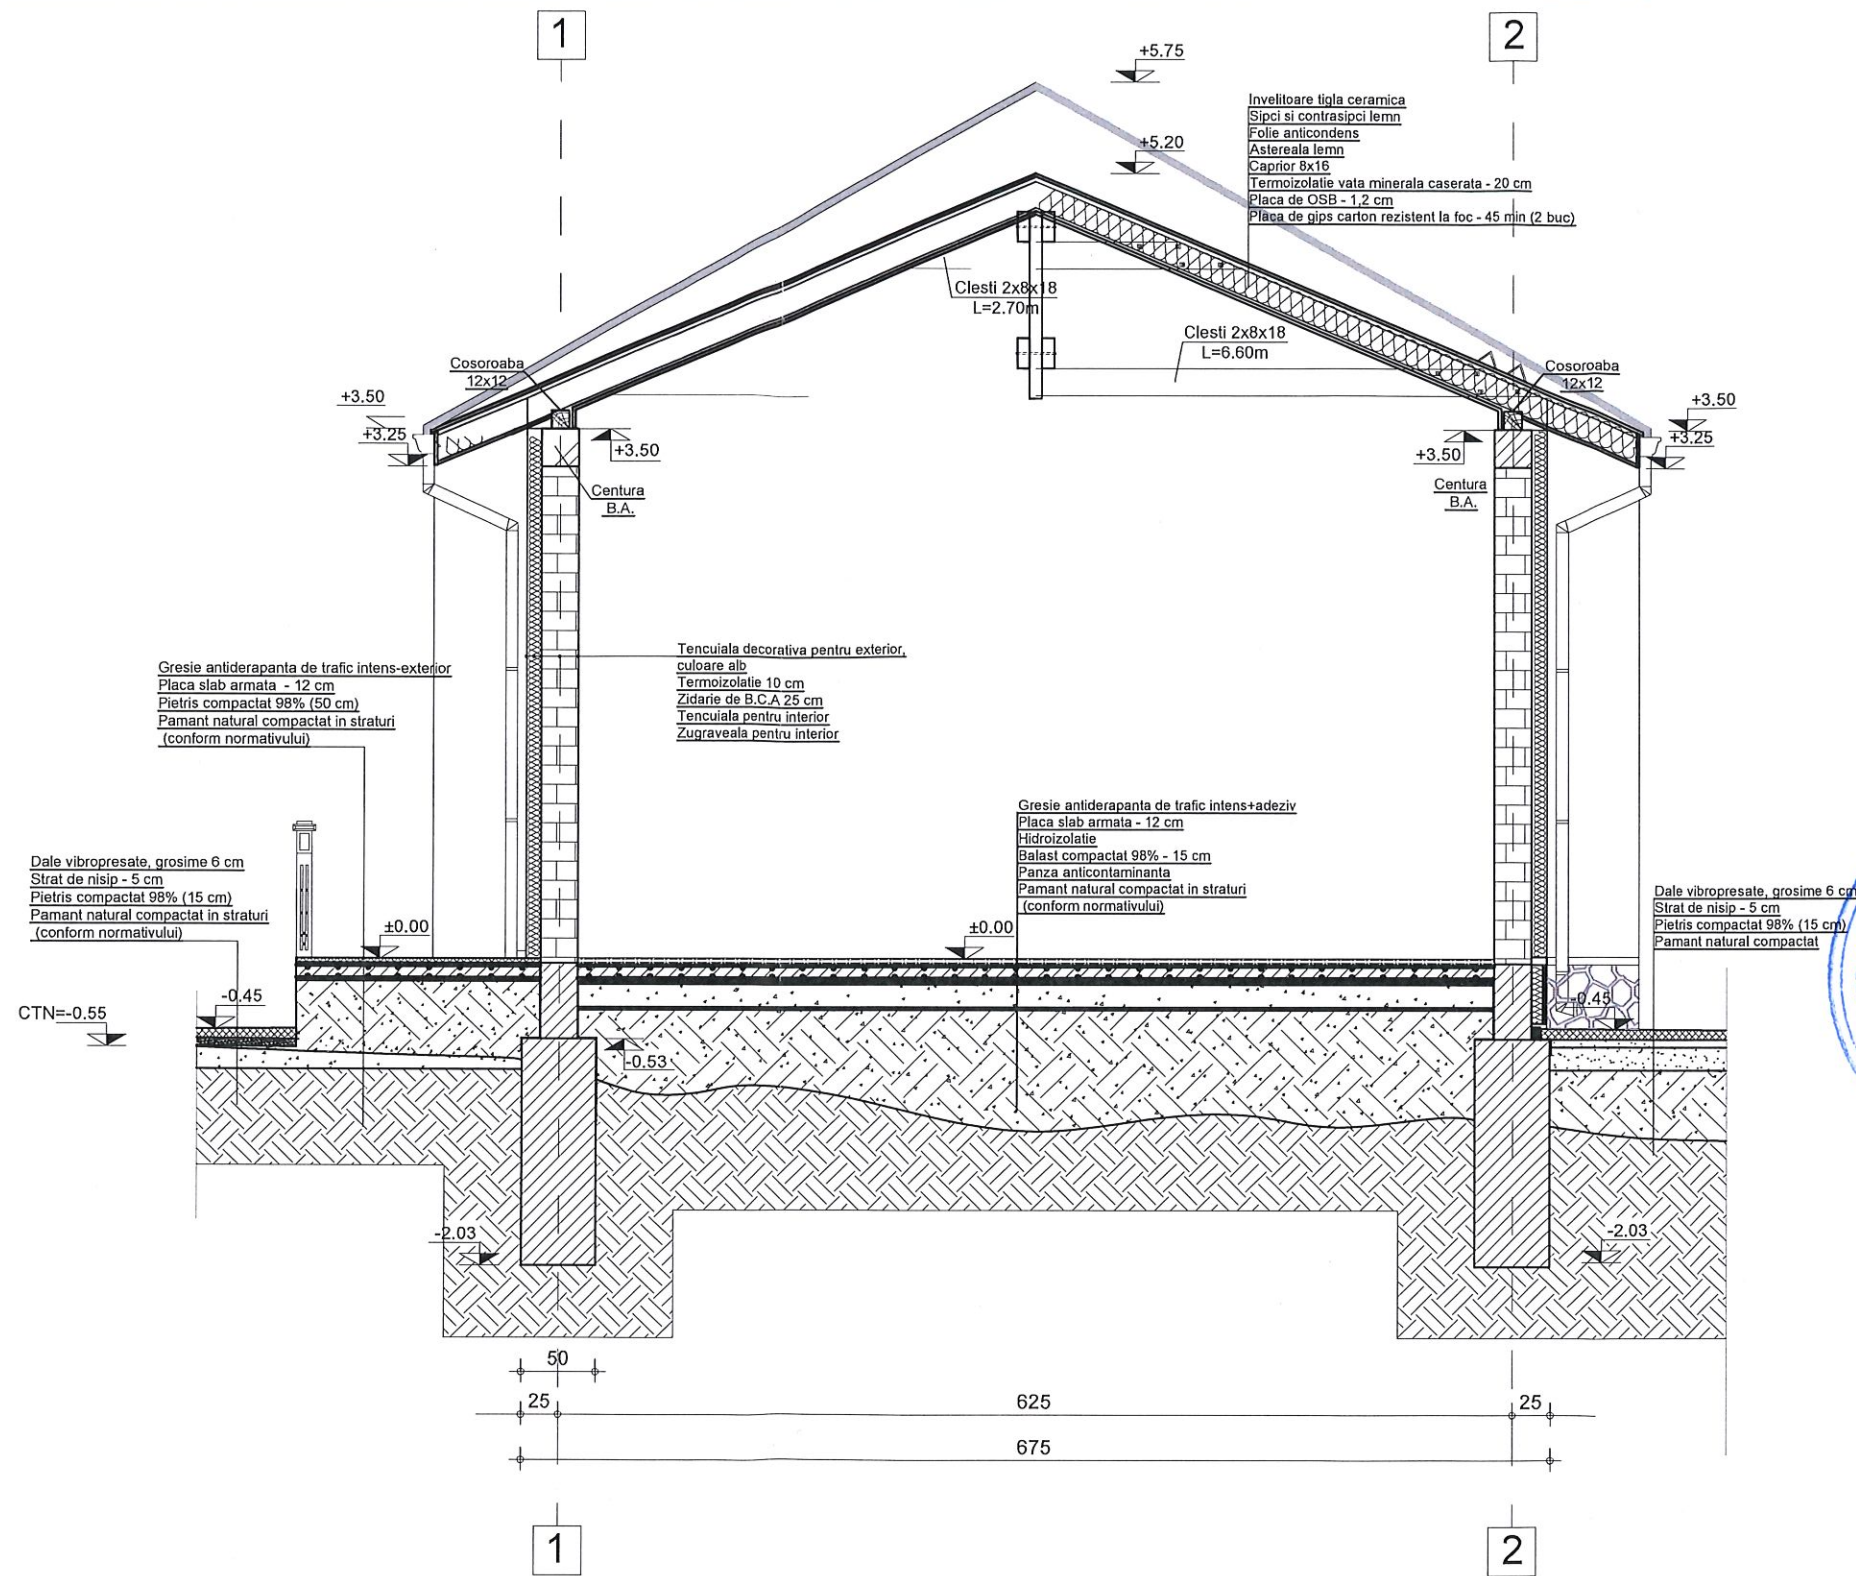 1
2
+5.75
+5.20
Invelitoare tigla ceramica
Sipci si contrasipci lemn
Folie anticondens
Astereala lemn
Caprior 8x16
Termoizolatie vata minerala caserata - 20 cm
Placa de OSB - 1,2 cm
Placa de gips carton rezistent la foc - 45 min (2 buc)
Clesti 2x8x18
L=2.70m
Clesti 2x8x18
L=6.60m
Cosoroaba
12x12
Cosoroaba
12x12
+3.50
+3.25
+3.50
+3.50
+3.50
+3.25
Centura
B.A.
Centura
B.A.
Tencuiala decorativa pentru exterior,
culoare alb
Termoizolatie 10 cm
Zidarie de B.C.A 25 cm
Tencuiala pentru interior
Zugraveala pentru interior
Gresie antiderapanta de trafic intens-exterior
Placa slab armata - 12 cm
Pietris compactat 98% (50 cm)
Pamant natural compactat in straturi
(conform normativului)
Gresie antiderapanta de trafic intens+adeziv
Placa slab armata - 12 cm
Hidroizolatie
Balast compactat 98% - 15 cm
Panza anticontaminanta
Pamant natural compactat in straturi
(conform normativului)
Dale vibropresate, grosime 6 cm
Strat de nisip - 5 cm
Pietris compactat 98% (15 cm)
Pamant natural compactat in straturi
(conform normativului)
Dale vibropresate, grosime 6 cm
Strat de nisip - 5 cm
Pietris compactat 98% (15 cm)
Pamant natural compactat
±0.00
±0.00
-0.45
CTN=-0.55
-0.45
-0.53
-2.03
-2.03
50
25
625
25
675
1
2